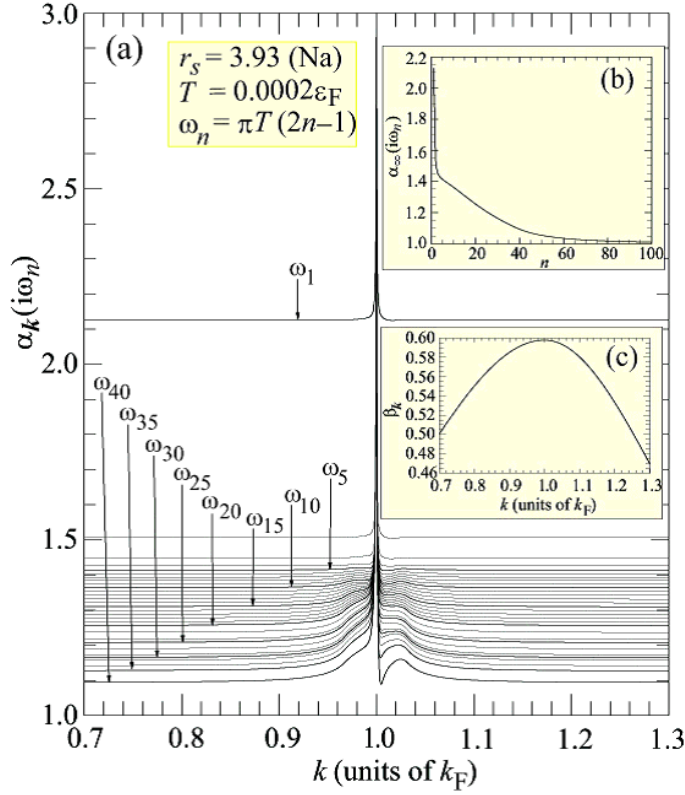 (a)
r_s = 3.93 (Na)
T = 0.0002ε_F
ω_n = πT (2n–1)
(b)
α_∞(iω_n)
2.2
2.0
1.8
1.6
1.4
1.2
1.0
0 20 40 60 80 100
n
(c)
β_k
0.60
0.58
0.56
0.54
0.52
0.50
0.48
0.46
0.7 0.8 0.9 1.0 1.1 1.2 1.3
k (units of k_F)
α_k(iω_n)
3.0
2.5
2.0
1.5
1.0
ω_1
ω_40
ω_35
ω_30
ω_25
ω_20
ω_15
ω_10
ω_5
0.7 0.8 0.9 1.0 1.1 1.2 1.3
k (units of k_F)